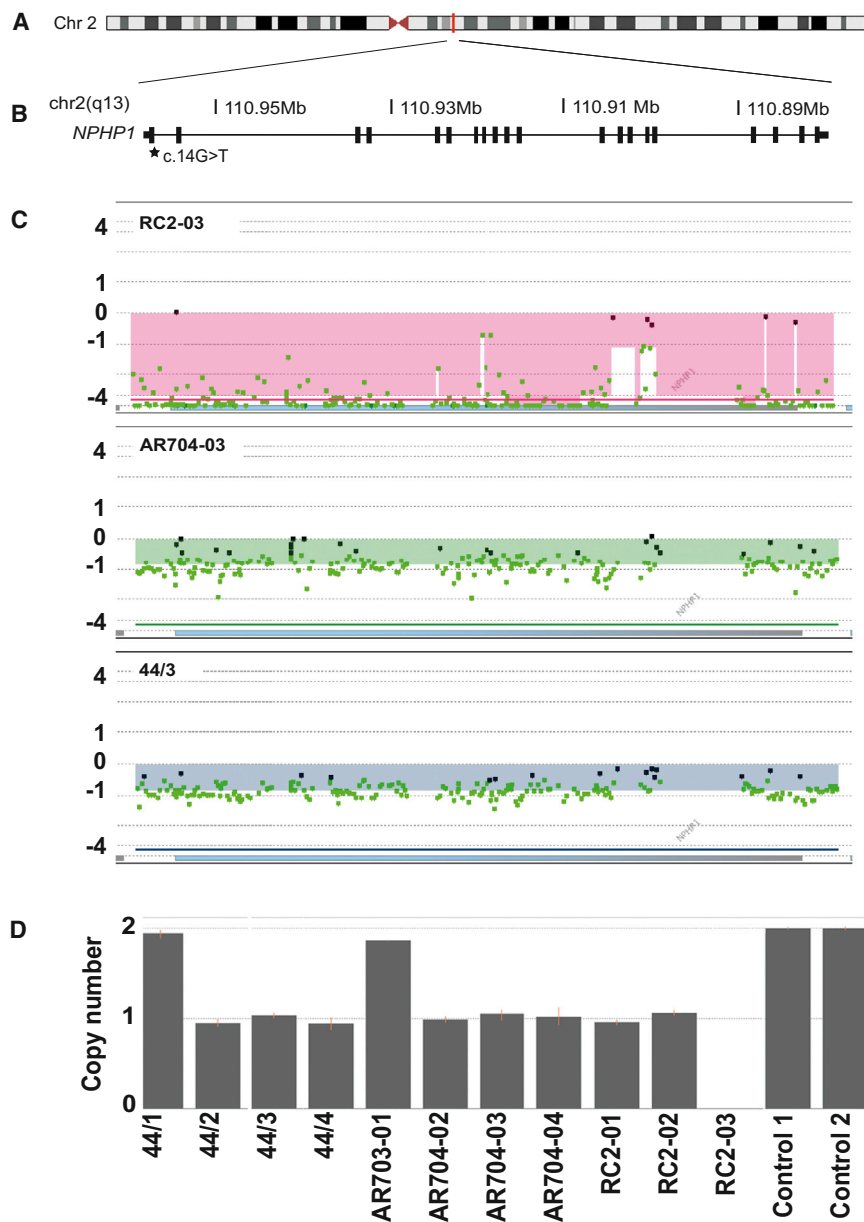 A Chr 2
chr2(q13) 110.95Mb 110.93Mb 110.91 Mb 110.89Mb
B NPHP1
★ c.14G>T
C RC2-03
4
1
0
-1
NPHP1
-4
AR704-03
4
1
0
-1
NPHP1
-4
44/3
4
1
0
-1
NPHP1
-4
D
Copy number
2
1
0
44/1 44/2 44/3 44/4 AR703-01 AR704-02 AR704-03 AR704-04 RC2-01 RC2-02 RC2-03 Control 1 Control 2